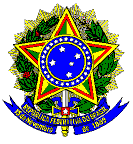 REPÚBLICA FEDERATIVA DO BRASIL
15 de Novembro de 1889